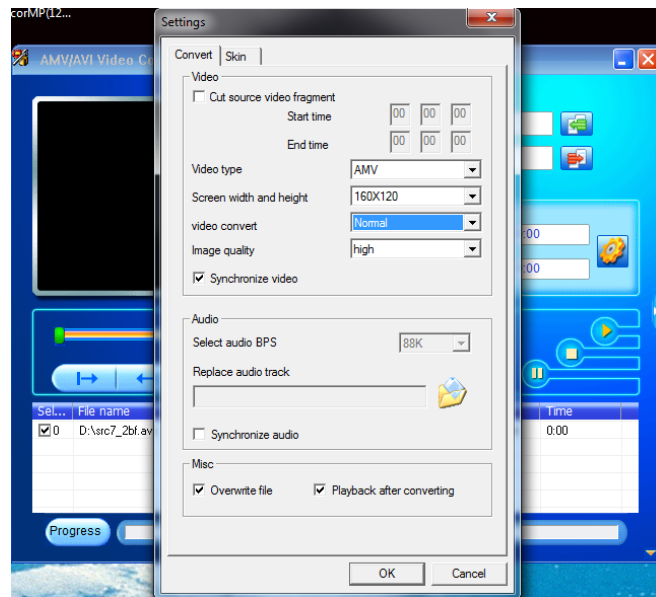 corMP(12...
Settings
AMV/AVI Video Co
Convert
Skin
Video
Cut source video fragment
Start time 00 00 00
End time 00 00 00
Video type AMV
Screen width and height 160X120
video convert Normal
:00
Image quality high
:00
Synchronize video
Audio
Select audio BPS 88K
Replace audio track
Synchronize audio
Sel... File name Time
0 D:\src7_2bf.av 0:00
Misc
Overwrite file Playback after converting
Progress
OK Cancel